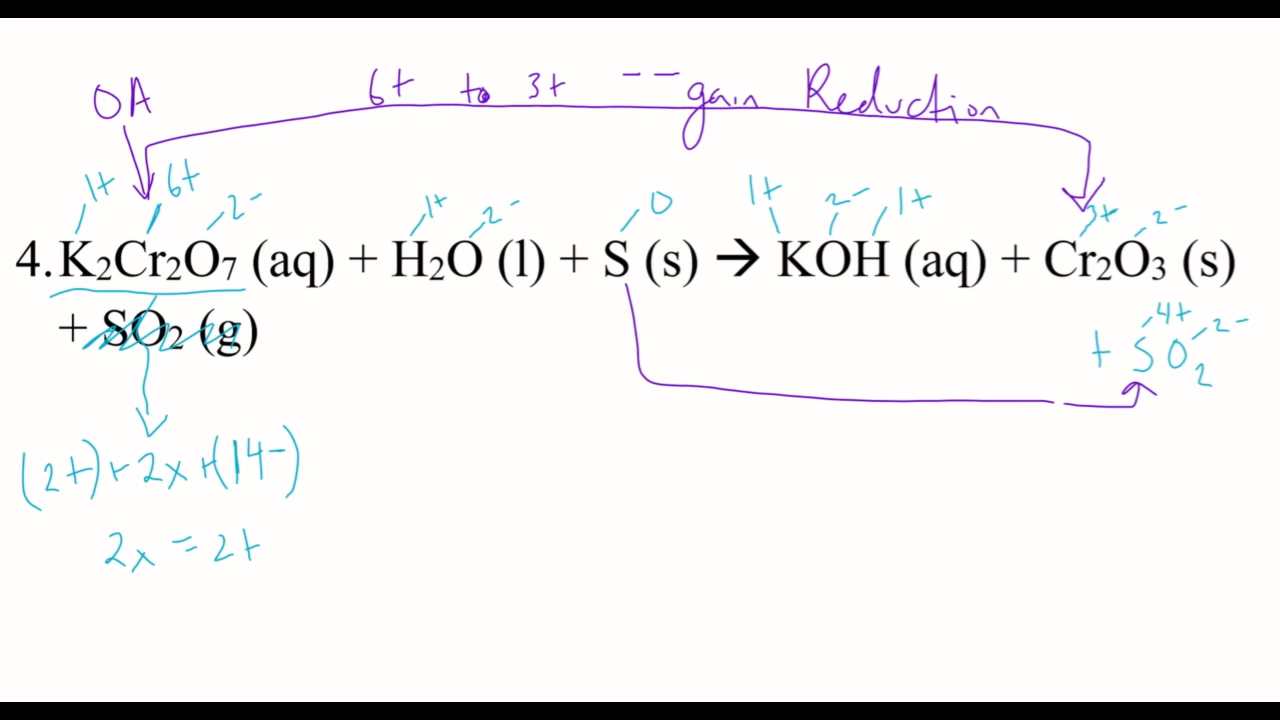 OA 6+ to 3+ -- gain Reduction
1+ 6+ 2- 1+ 2- 0 1+ 2- 1+ 3+ 2-
4. K2Cr2O7 (aq) + H2O (l) + S (s) → KOH (aq) + Cr2O3 (s)
+ SO2 (g)
4+ 2-
+ SO2
(2+)+2x+(14-)
2x = 2+